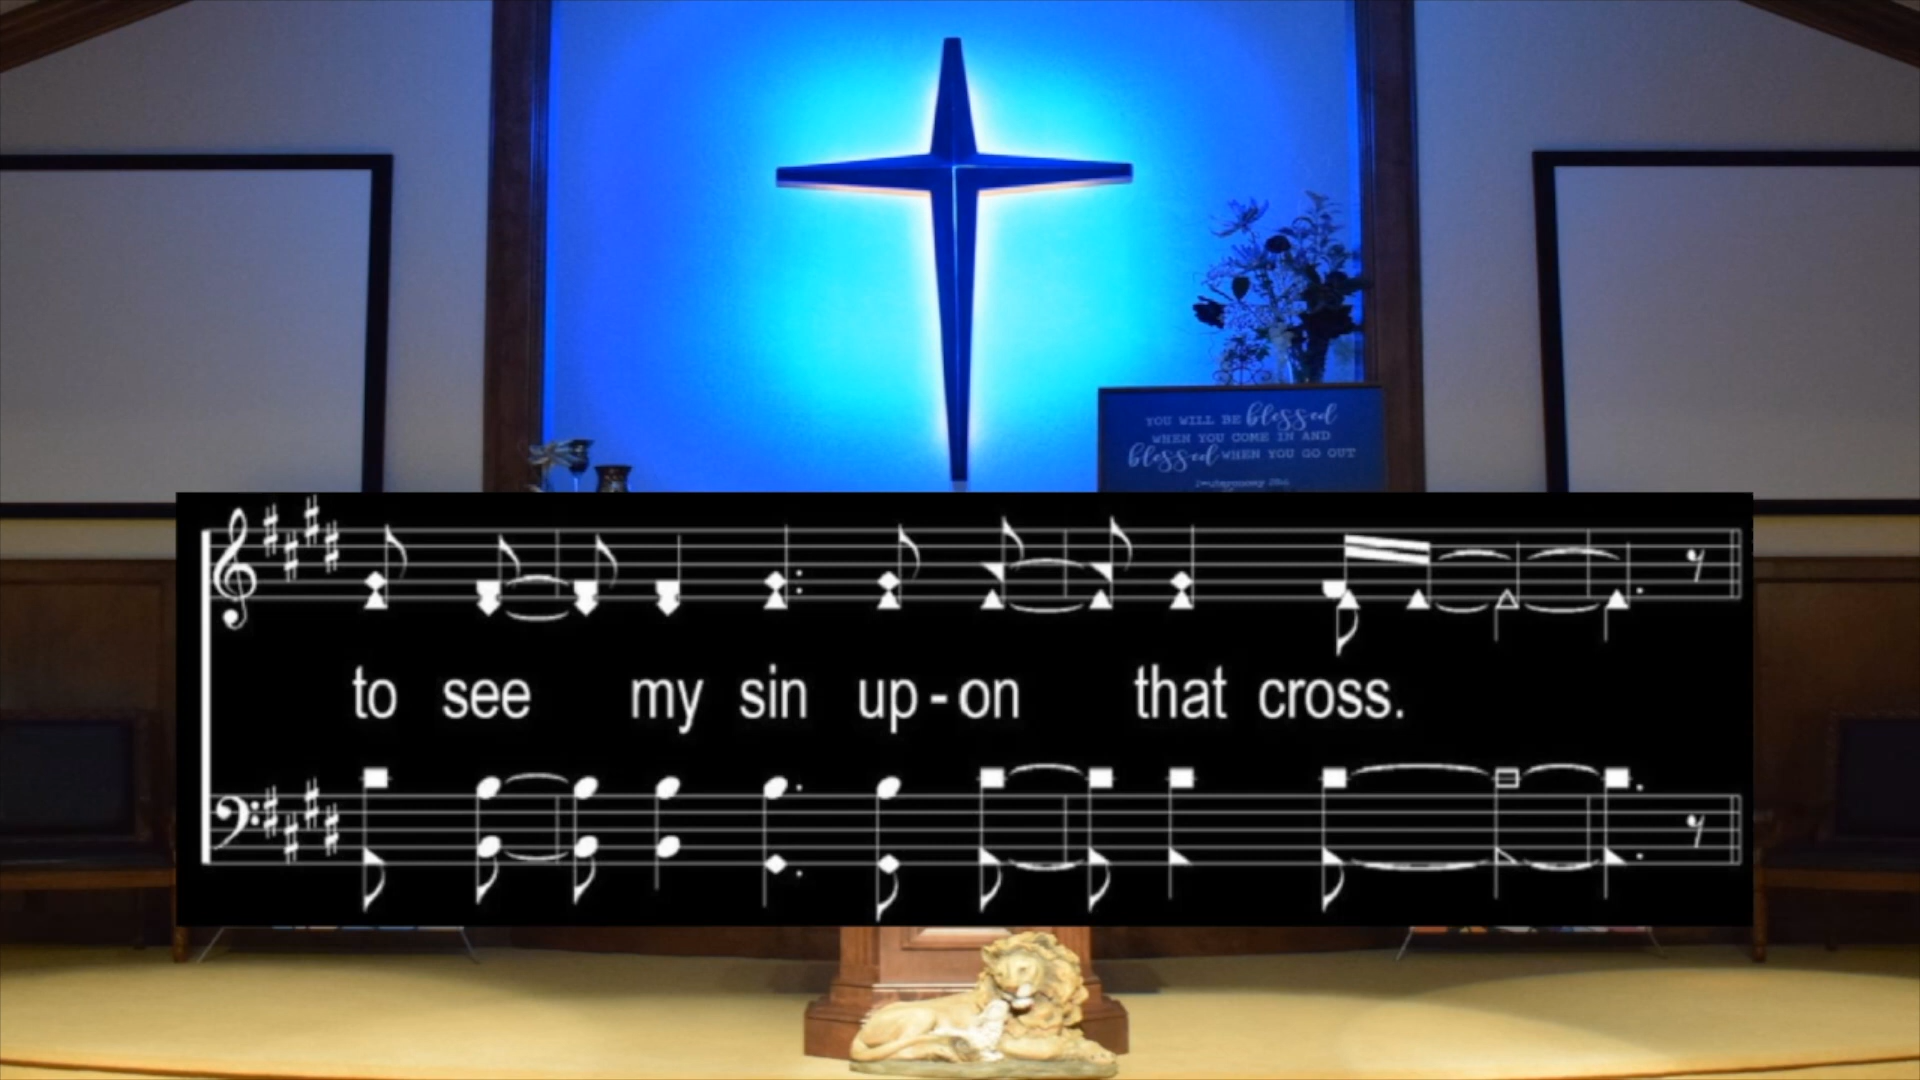 YOU WILL BE blessed
WHEN YOU COME IN AND
blessed WHEN YOU GO OUT
to see my sin up-on that cross.